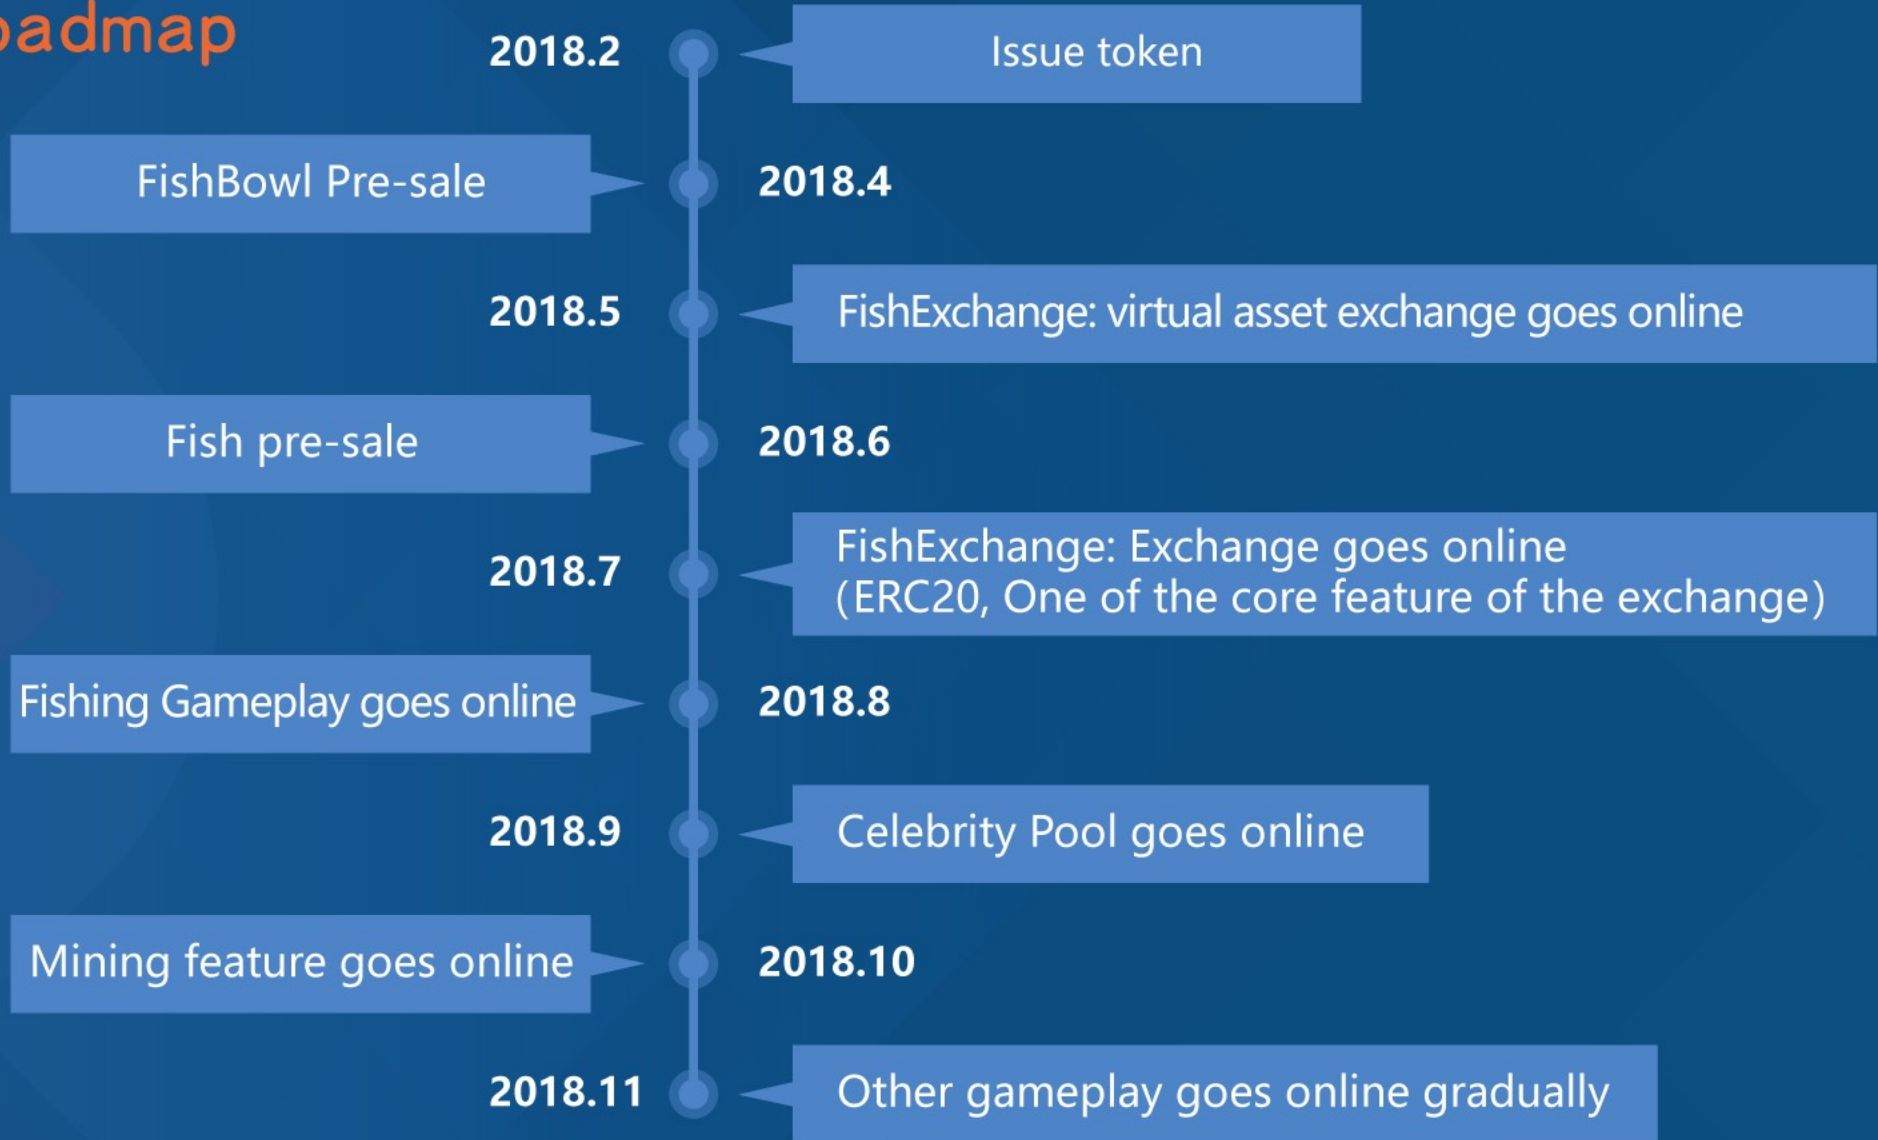 oadmap
2018.2
Issue token
FishBowl Pre-sale
2018.4
2018.5
FishExchange: virtual asset exchange goes online
Fish pre-sale
2018.6
2018.7
FishExchange: Exchange goes online
(ERC20, One of the core feature of the exchange)
Fishing Gameplay goes online
2018.8
2018.9
Celebrity Pool goes online
Mining feature goes online
2018.10
2018.11
Other gameplay goes online gradually